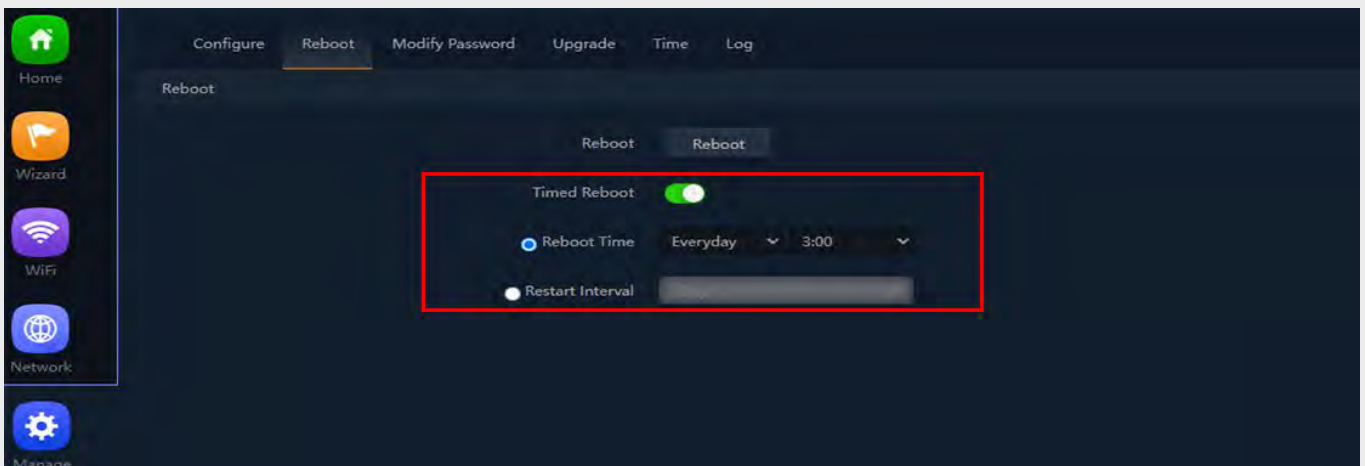 Home
Wizard
WiFi
Network
Manage
Configure Reboot Modify Password Upgrade Time Log
Reboot
Reboot Reboot
Timed Reboot
Reboot Time Everyday 3:00
Restart Interval